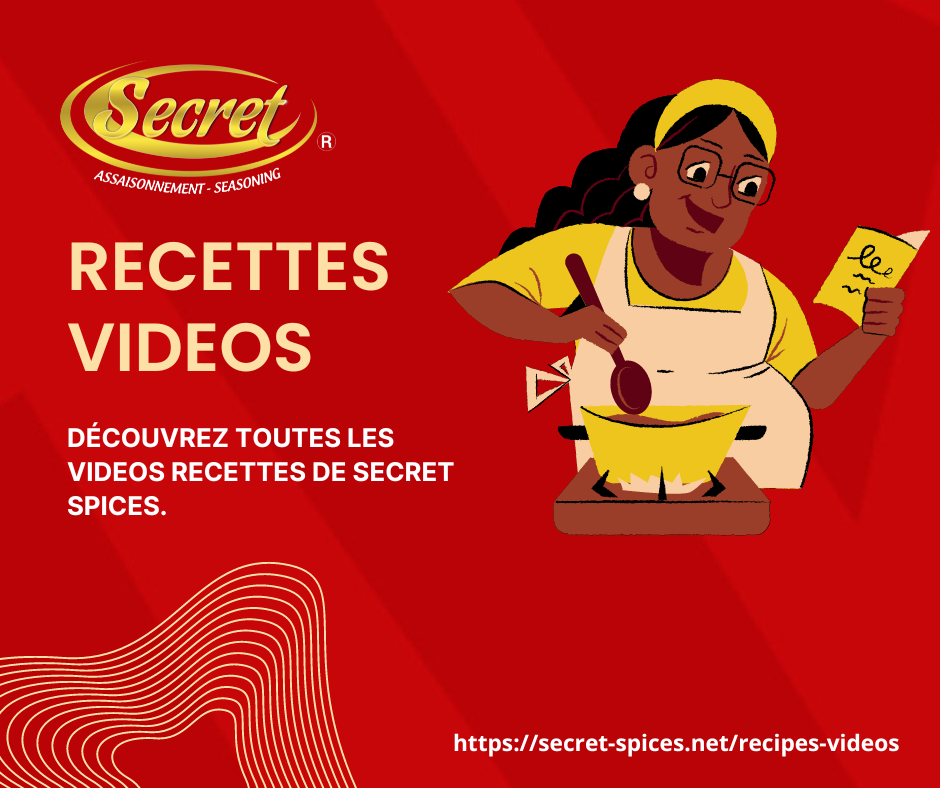 Secret
®
ASSAISONNEMENT - SEASONING
RECETTES
VIDEOS
DÉCOUVREZ TOUTES LES
VIDEOS RECETTES DE SECRET
SPICES.
https://secret-spices.net/recipes-videos